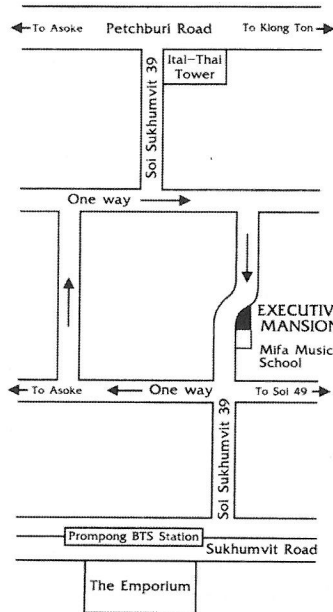 To Asoke
Petchburi Road
To Klong Ton
Soi Sukhumvit 39
Ital-Thai
Tower
One way
EXECUTIV
MANSION
Mifa Music
School
To Asoke
One way
To Soi 49
Soi Sukhumvit 39
Prompong BTS Station
Sukhumvit Road
The Emporium